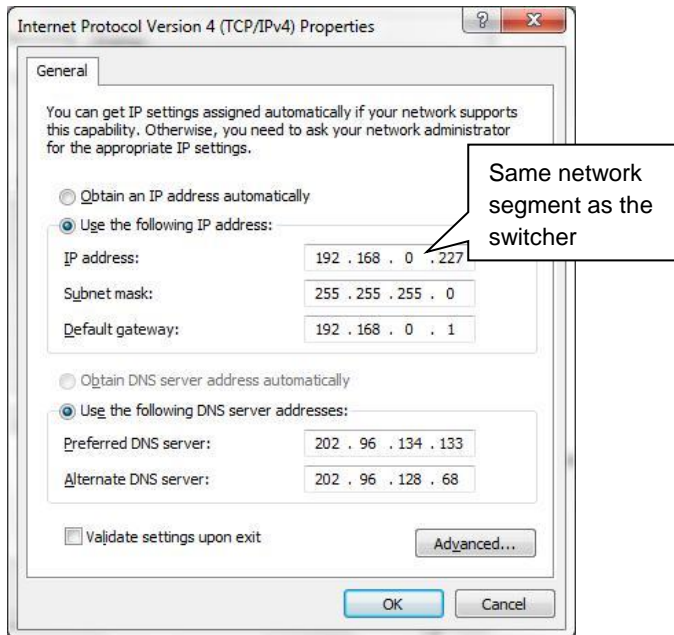 Internet Protocol Version 4 (TCP/IPv4) Properties
General
You can get IP settings assigned automatically if your network supports
this capability. Otherwise, you need to ask your network administrator
for the appropriate IP settings.
Obtain an IP address automatically
Use the following IP address:
IP address: 192 . 168 . 0 . 227
Subnet mask: 255 . 255 . 255 . 0
Default gateway: 192 . 168 . 0 . 1
Same network
segment as the
switcher
Obtain DNS server address automatically
Use the following DNS server addresses:
Preferred DNS server: 202 . 96 . 134 . 133
Alternate DNS server: 202 . 96 . 128 . 68
Validate settings upon exit
Advanced...
OK Cancel